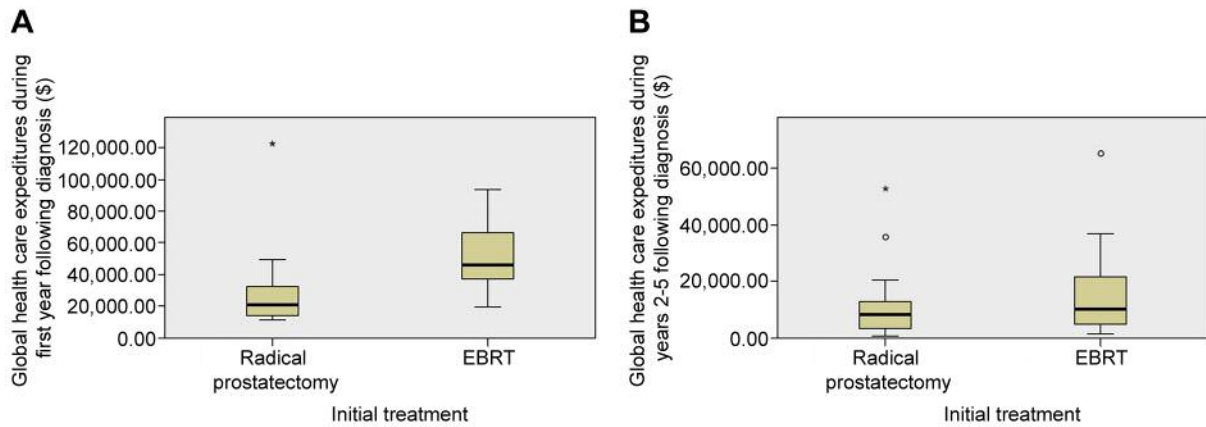 A
Global health care expeditures during
first year following diagnosis ($)
120,000.00
100,000.00
80,000.00
60,000.00
40,000.00
20,000.00
0.00
Radical
prostatectomy
EBRT
Initial treatment
B
Global health care expeditures during
years 2-5 following diagnosis ($)
60,000.00
40,000.00
20,000.00
0.00
Radical
prostatectomy
EBRT
Initial treatment